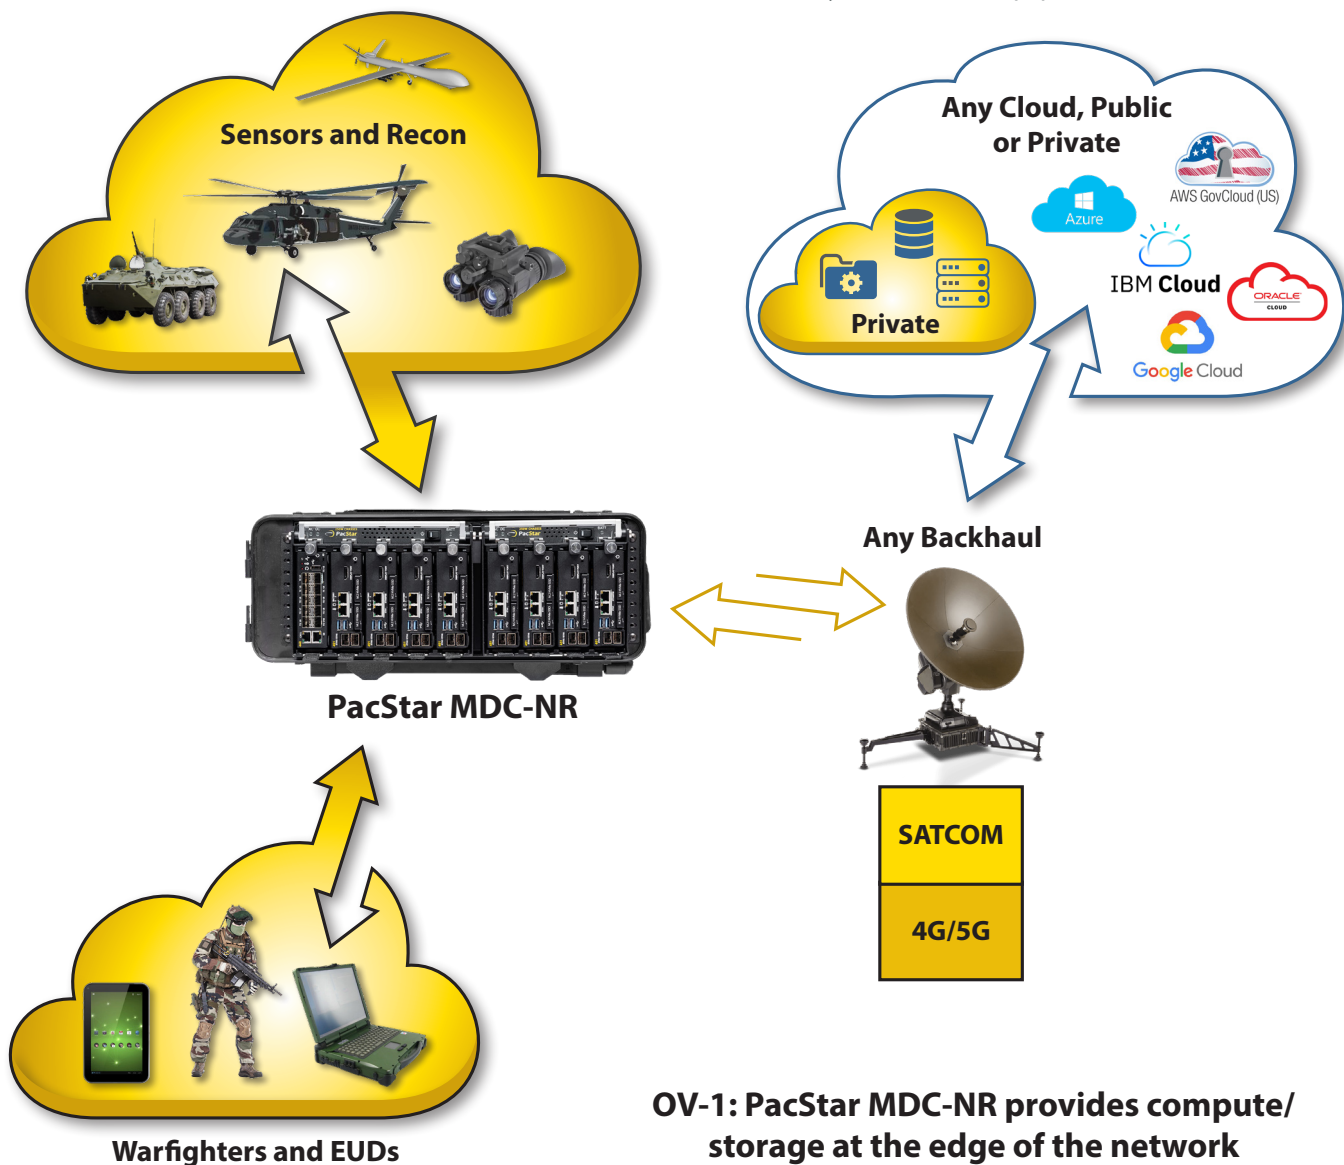 Sensors and Recon
Any Cloud, Public
or Private
AWS GovCloud (US)
Azure
IBM Cloud
ORACLE
CLOUD
Private
Google Cloud
PacStar
PacStar
Any Backhaul
PacStar MDC-NR
SATCOM
4G/5G
Warfighters and EUDs
OV-1: PacStar MDC-NR provides compute/
storage at the edge of the network